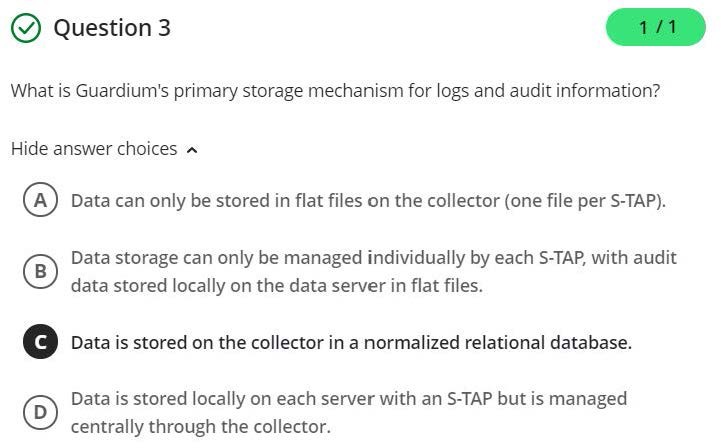 Question 3
1 / 1
What is Guardium's primary storage mechanism for logs and audit information?
Hide answer choices
A
Data can only be stored in flat files on the collector (one file per S-TAP).
B
Data storage can only be managed individually by each S-TAP, with audit
data stored locally on the data server in flat files.
C
Data is stored on the collector in a normalized relational database.
D
Data is stored locally on each server with an S-TAP but is managed
centrally through the collector.